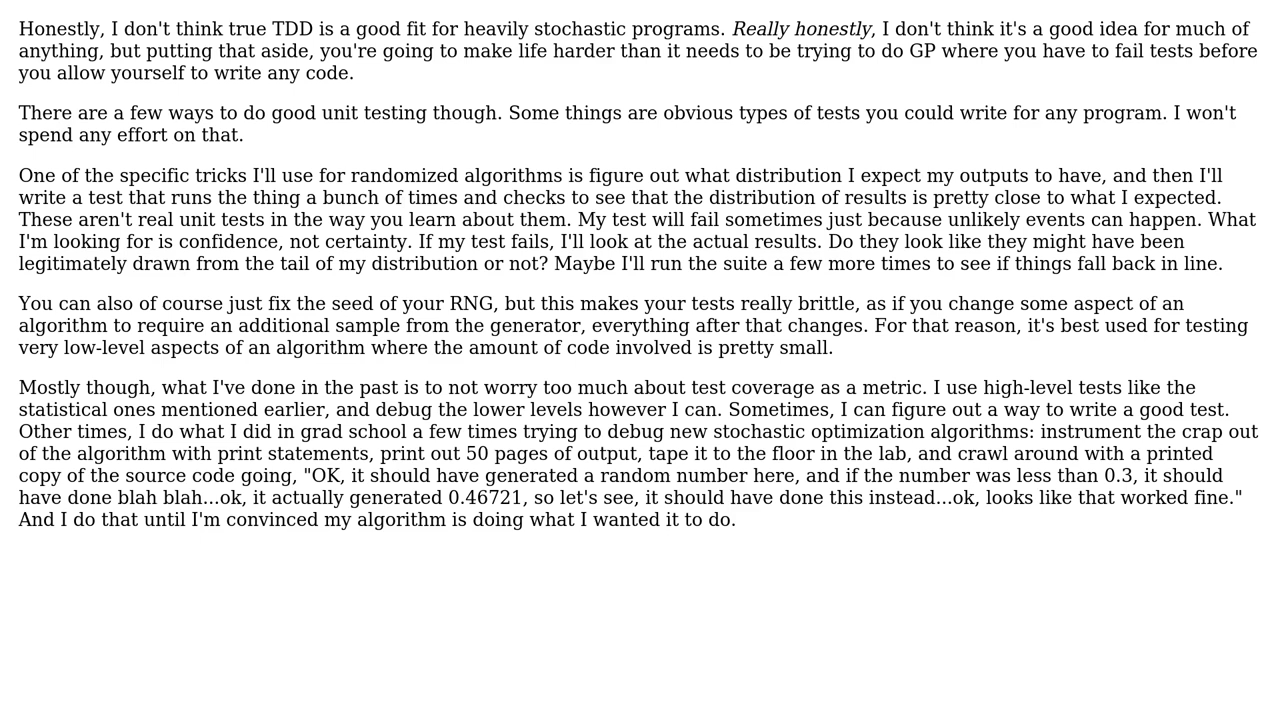 Honestly, I don't think true TDD is a good fit for heavily stochastic programs. Really honestly, I don't think it's a good idea for much of
anything, but putting that aside, you're going to make life harder than it needs to be trying to do GP where you have to fail tests before
you allow yourself to write any code.
There are a few ways to do good unit testing though. Some things are obvious types of tests you could write for any program. I won't
spend any effort on that.
One of the specific tricks I'll use for randomized algorithms is figure out what distribution I expect my outputs to have, and then I'll
write a test that runs the thing a bunch of times and checks to see that the distribution of results is pretty close to what I expected.
These aren't real unit tests in the way you learn about them. My test will fail sometimes just because unlikely events can happen. What
I'm looking for is confidence, not certainty. If my test fails, I'll look at the actual results. Do they look like they might have been
legitimately drawn from the tail of my distribution or not? Maybe I'll run the suite a few more times to see if things fall back in line.
You can also of course just fix the seed of your RNG, but this makes your tests really brittle, as if you change some aspect of an
algorithm to require an additional sample from the generator, everything after that changes. For that reason, it's best used for testing
very low-level aspects of an algorithm where the amount of code involved is pretty small.
Mostly though, what I've done in the past is to not worry too much about test coverage as a metric. I use high-level tests like the
statistical ones mentioned earlier, and debug the lower levels however I can. Sometimes, I can figure out a way to write a good test.
Other times, I do what I did in grad school a few times trying to debug new stochastic optimization algorithms: instrument the crap out
of the algorithm with print statements, print out 50 pages of output, tape it to the floor in the lab, and crawl around with a printed
copy of the source code going, "OK, it should have generated a random number here, and if the number was less than 0.3, it should
have done blah blah...ok, it actually generated 0.46721, so let's see, it should have done this instead...ok, looks like that worked fine."
And I do that until I'm convinced my algorithm is doing what I wanted it to do.